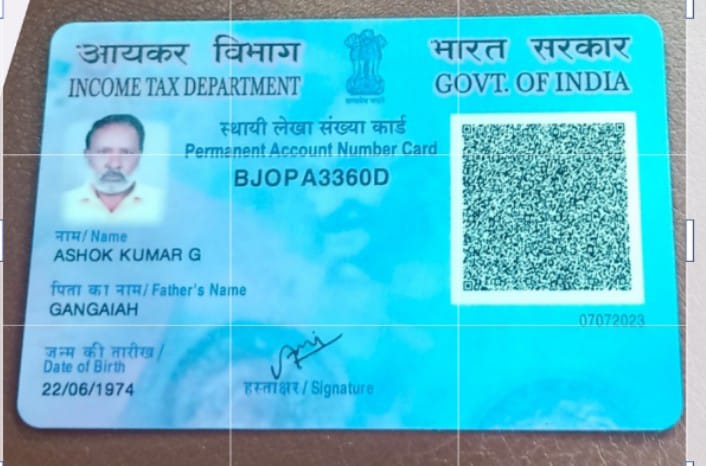 आयकर विभाग
INCOME TAX DEPARTMENT
सत्यमेव जयते
भारत सरकार
GOVT. OF INDIA
स्थायी लेखा संख्या कार्ड
Permanent Account Number Card
BJOPA3360D
नाम/ Name
ASHOK KUMAR G
पिता का नाम/ Father's Name
GANGAIAH
07072023
जन्म की तारीख/
Date of Birth
22/06/1974
हस्ताक्षर/ Signature